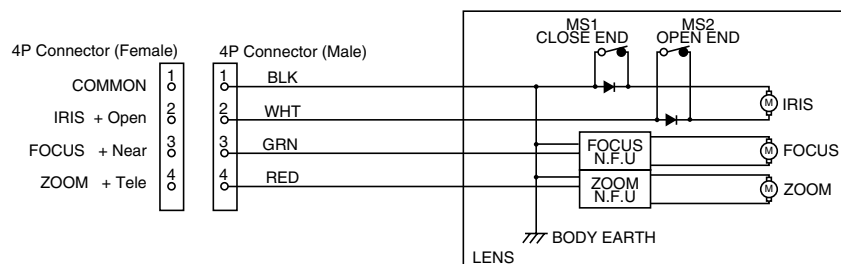 MS1
CLOSE END
MS2
OPEN END
4P Connector (Female)
4P Connector (Male)
COMMON 1 1 BLK
M IRIS
IRIS + Open 2 2 WHT
FOCUS + Near 3 3 GRN
FOCUS
N.F.U
M FOCUS
ZOOM + Tele 4 4 RED
ZOOM
N.F.U
M ZOOM
BODY EARTH
LENS